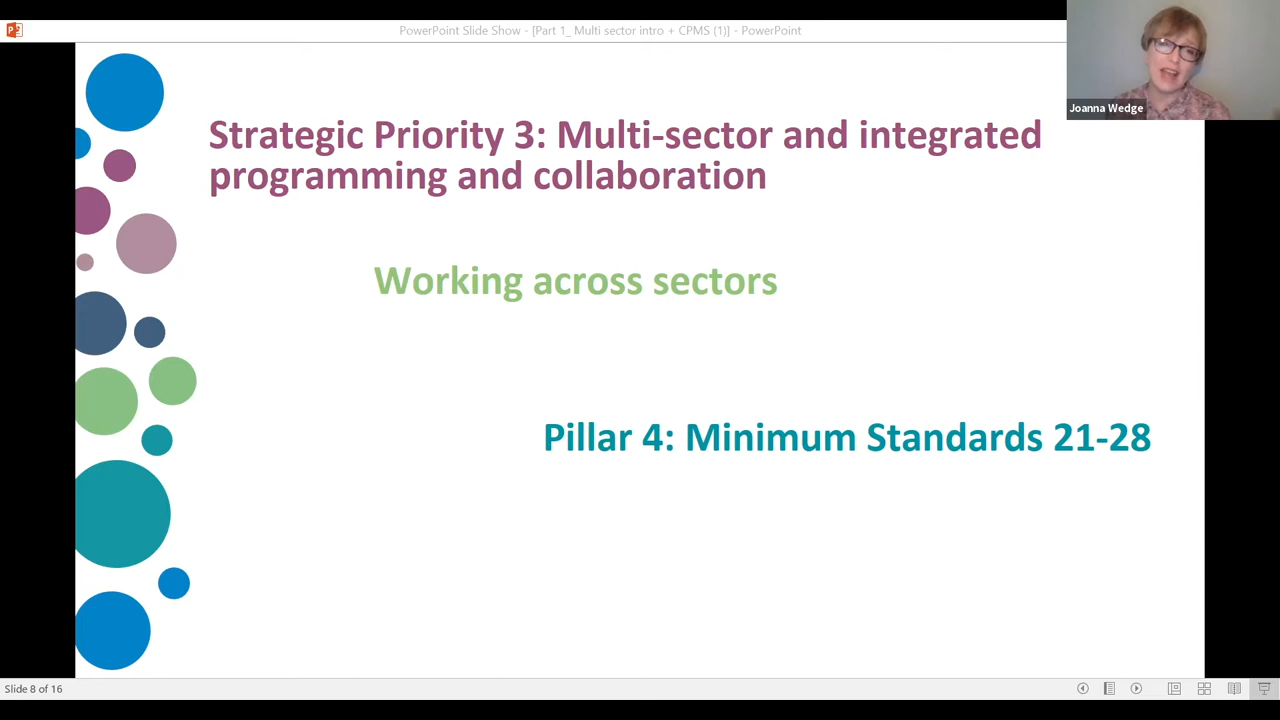 PowerPoint Slide Show - [Part 1_ Multi sector intro + CPMS (1)] - PowerPoint
Joanna Wedge
Strategic Priority 3: Multi-sector and integrated
programming and collaboration
Working across sectors
Pillar 4: Minimum Standards 21-28
Slide 8 of 16